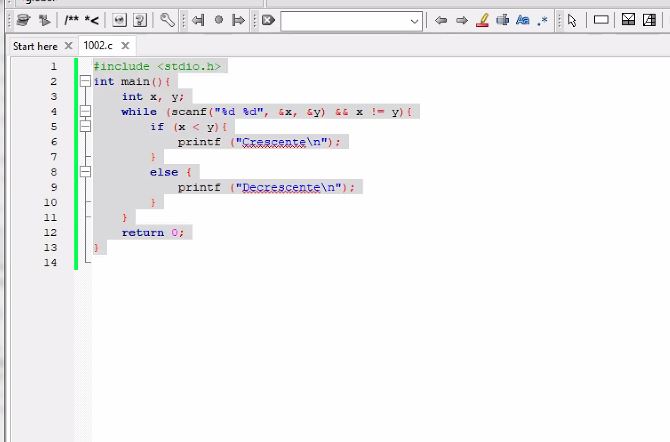 /** *<
Aa .*
Start here X 1002.c X
1 #include <stdio.h>
2 int main(){
3 int x, y;
4 while (scanf("%d %d", &x, &y) && x != y){
5 if (x < y){
6 printf ("Crescente\n");
7 }
8 else {
9 printf ("Decrescente\n");
10 }
11 }
12 return 0;
13 }
14